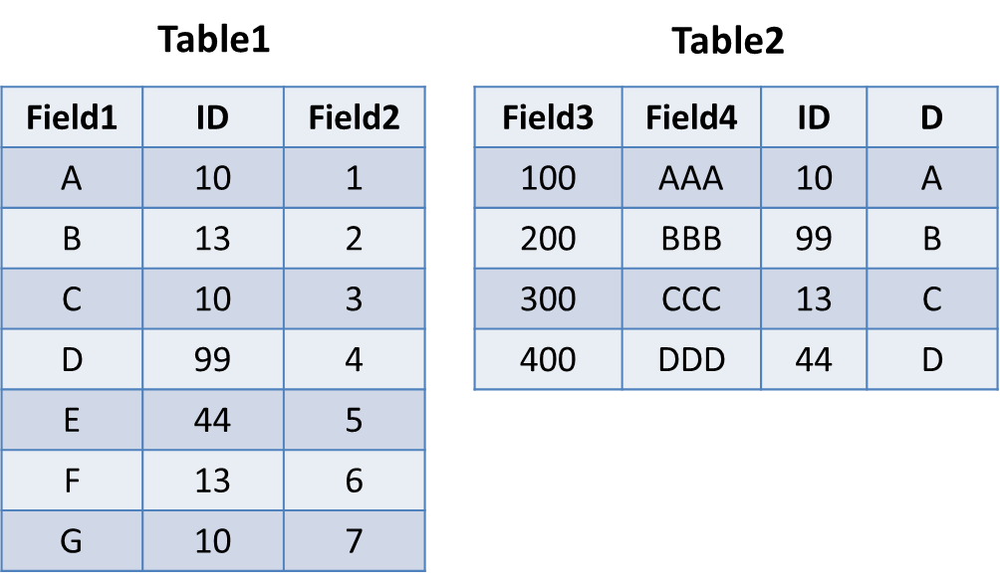 Table1
Field1 ID Field2
A 10 1
B 13 2
C 10 3
D 99 4
E 44 5
F 13 6
G 10 7
Table2
Field3 Field4 ID D
100 AAA 10 A
200 BBB 99 B
300 CCC 13 C
400 DDD 44 D